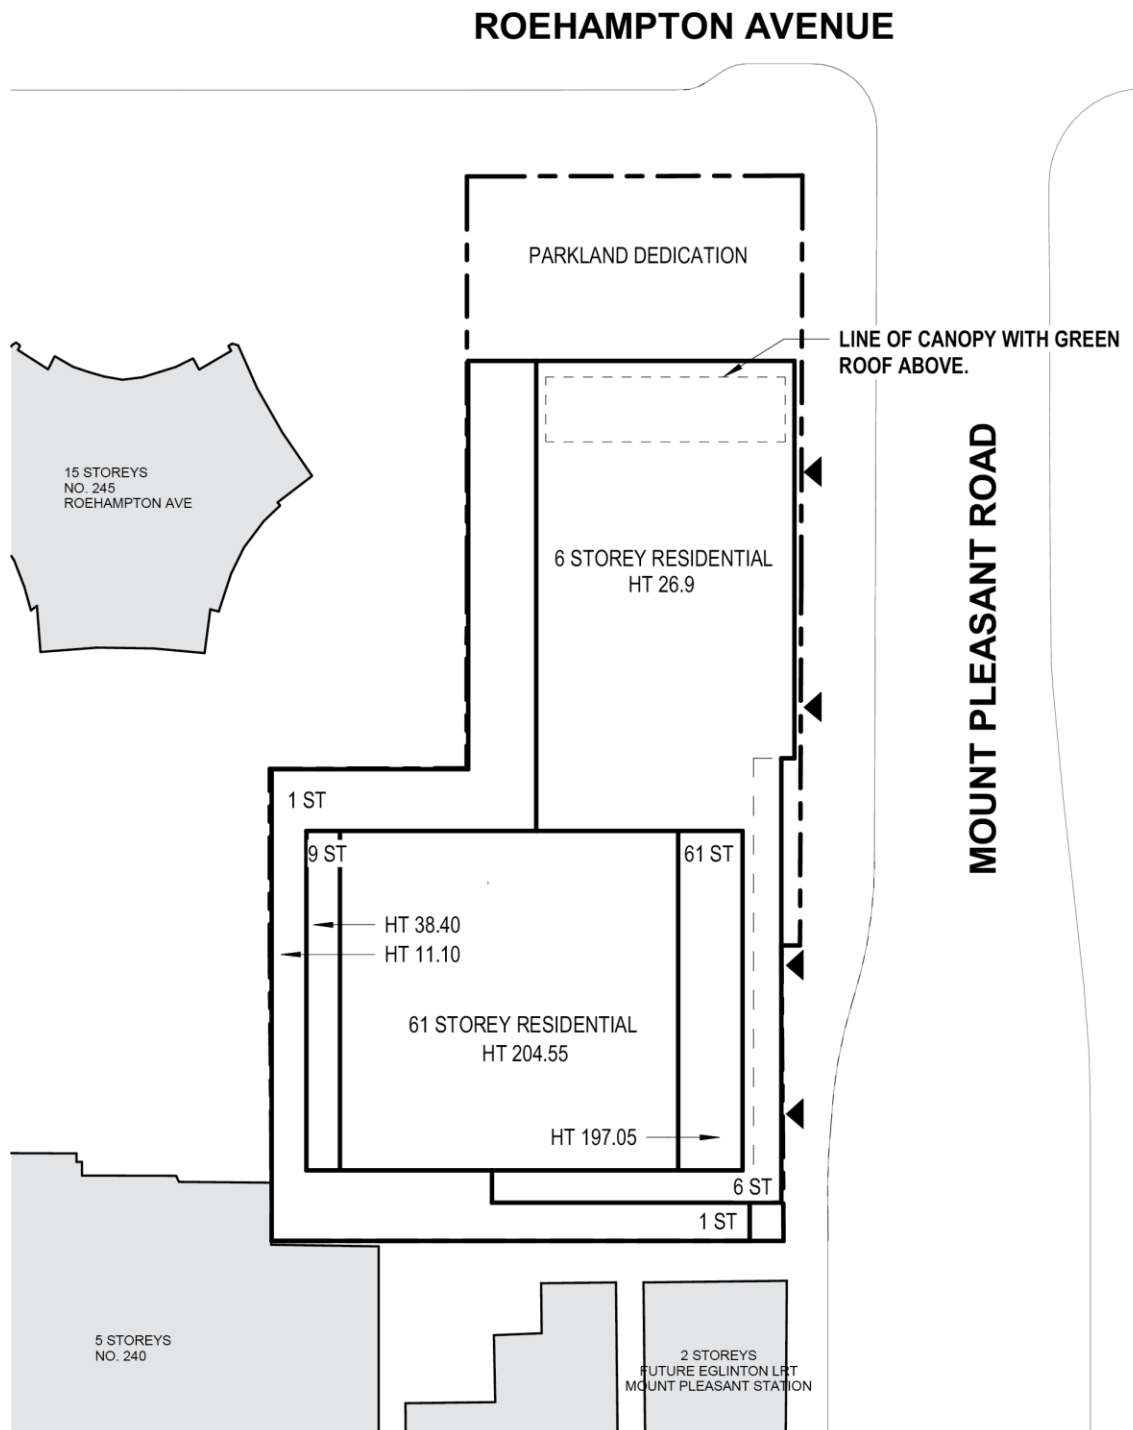 ROEHAMPTON AVENUE
PARKLAND DEDICATION
LINE OF CANOPY WITH GREEN
ROOF ABOVE.
15 STOREYS
NO. 245
ROEHAMPTON AVE
6 STOREY RESIDENTIAL
HT 26.9
MOUNT PLEASANT ROAD
1 ST
9 ST
61 ST
HT 38.40
HT 11.10
61 STOREY RESIDENTIAL
HT 204.55
HT 197.05
6 ST
1 ST
5 STOREYS
NO. 240
2 STOREYS
FUTURE EGLINTON LRT
MOUNT PLEASANT STATION